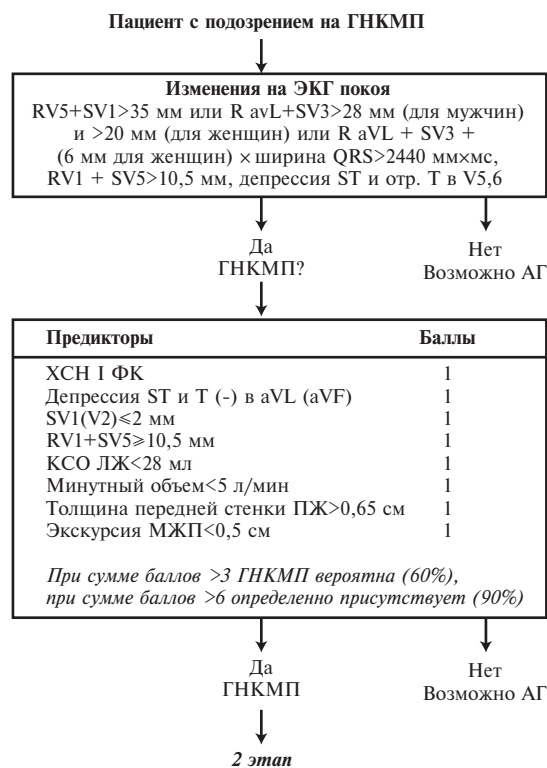 Пациент с подозрением на ГНКМП
Изменения на ЭКГ покоя
RV5+SV1>35 мм или R avL+SV3>28 мм (для мужчин)
и >20 мм (для женщин) или R aVL + SV3 +
(6 мм для женщин) × ширина QRS>2440 мм×мс,
RV1 + SV5>10,5 мм, депрессия ST и отр. T в V5,6
Да
ГНКМП?
Нет
Возможно АГ
Предикторы Баллы
ХСН I ФК 1
Депрессия ST и T (-) в aVL (aVF) 1
SV1(V2)≤2 мм 1
RV1+SV5≥10,5 мм 1
КСО ЛЖ<28 мл 1
Минутный объем<5 л/мин 1
Толщина передней стенки ПЖ>0,65 см 1
Экскурсия МЖП<0,5 см 1
При сумме баллов >3 ГНКМП вероятна (60%),
при сумме баллов >6 определенно присутствует (90%)
Да
ГНКМП
Нет
Возможно АГ
2 этап